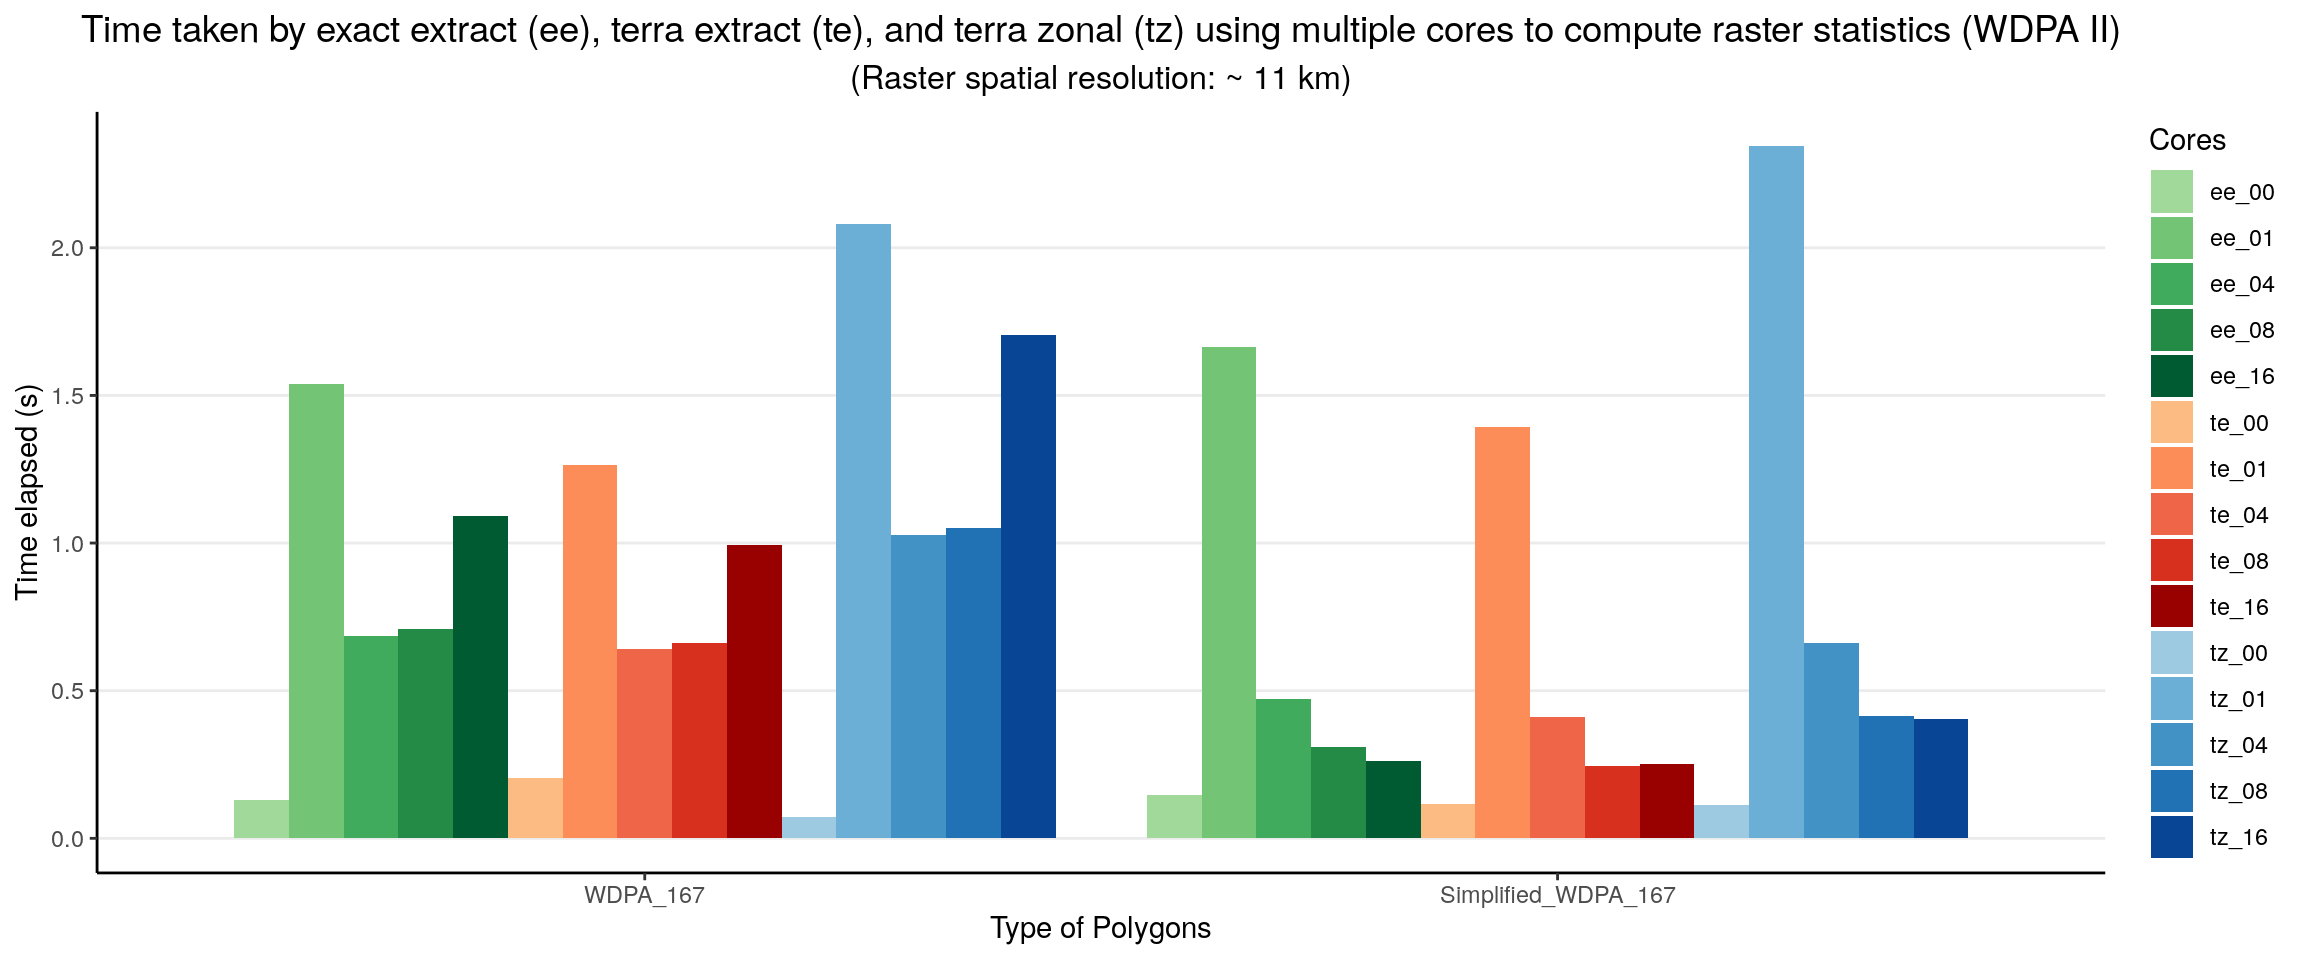 Time taken by exact extract (ee), terra extract (te), and terra zonal (tz) using multiple cores to compute raster statistics (WDPA II)
(Raster spatial resolution: ~ 11 km)
Time elapsed (s)
2.0
1.5
1.0
0.5
0.0
WDPA_167
Simplified_WDPA_167
Type of Polygons
Cores
ee_00
ee_01
ee_04
ee_08
ee_16
te_00
te_01
te_04
te_08
te_16
tz_00
tz_01
tz_04
tz_08
tz_16